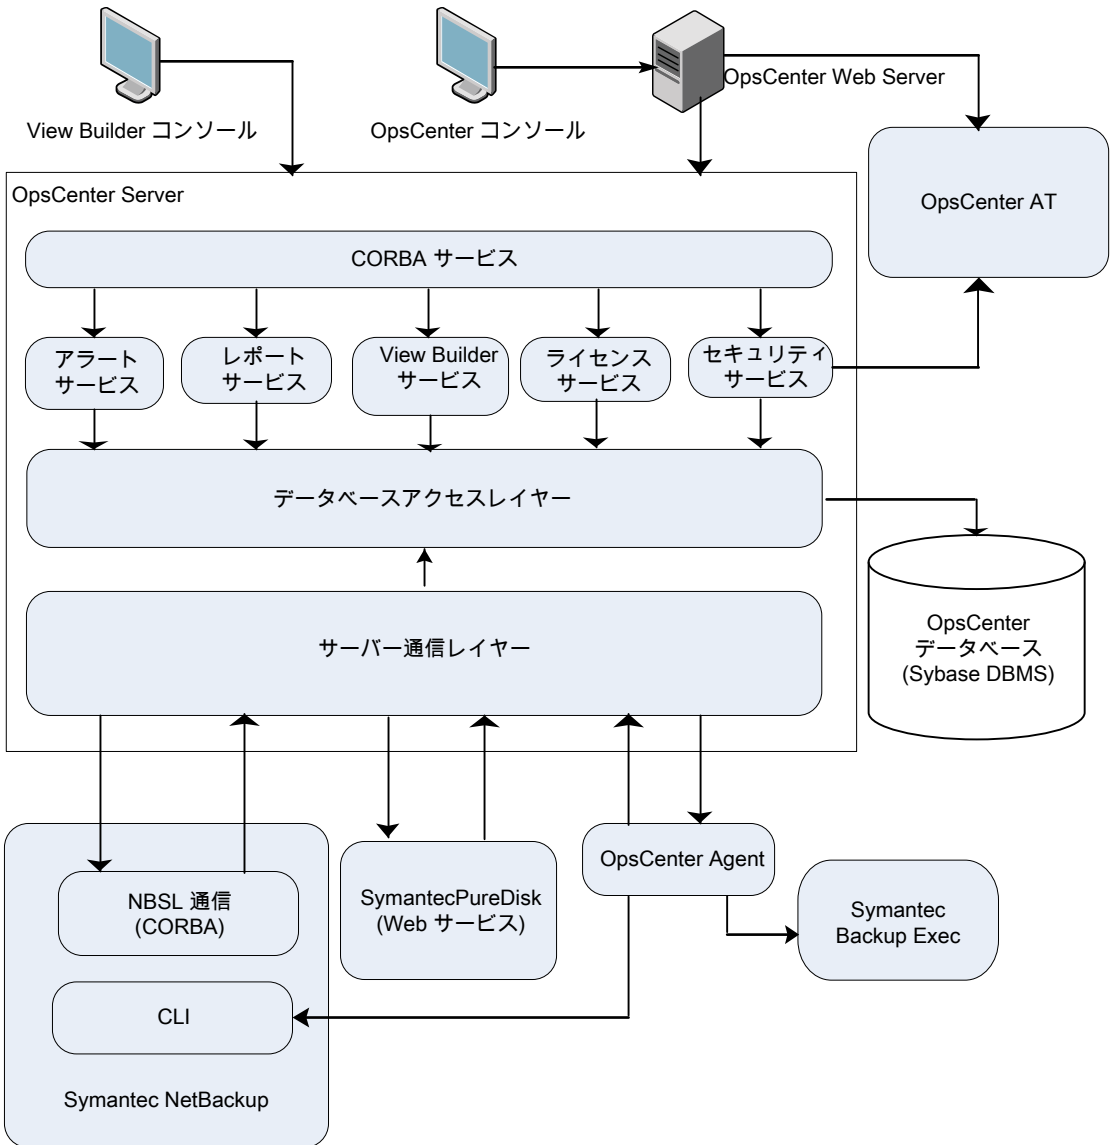 OpsCenter Web Server
View Builder コンソール
OpsCenter コンソール
OpsCenter AT
OpsCenter Server
CORBA サービス
アラート
サービス
レポート
サービス
View Builder
サービス
ライセンス
サービス
セキュリティ
サービス
データベースアクセスレイヤー
サーバー通信レイヤー
OpsCenter
データベース
(Sybase DBMS)
NBSL 通信
(CORBA)
SymantecPureDisk
(Web サービス)
OpsCenter Agent
Symantec
Backup Exec
CLI
Symantec NetBackup